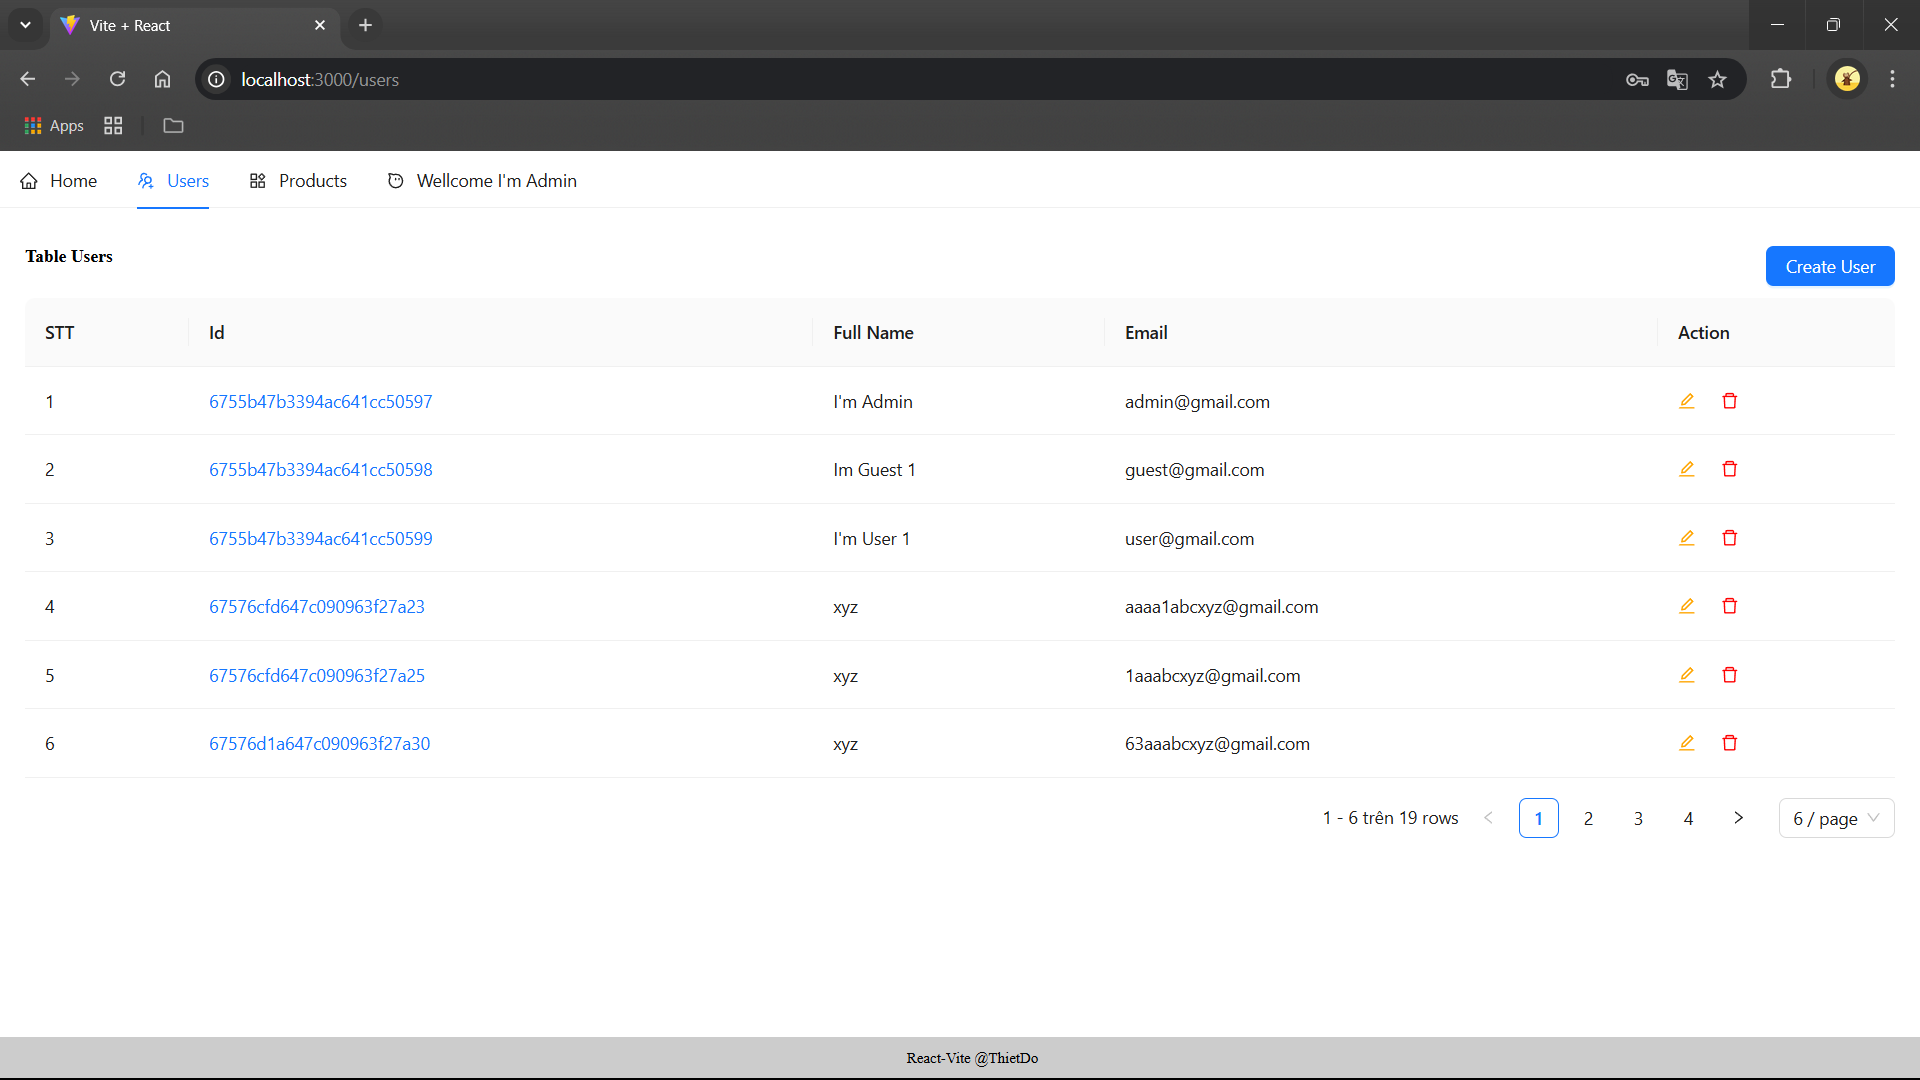 Vite + React
localhost:3000/users
Apps
Home Users Products Wellcome I'm Admin
Table Users
Create User
STT Id Full Name Email Action
1 6755b47b3394ac641cc50597 I'm Admin admin@gmail.com
2 6755b47b3394ac641cc50598 Im Guest 1 guest@gmail.com
3 6755b47b3394ac641cc50599 I'm User 1 user@gmail.com
4 67576cfd647c090963f27a23 xyz aaaa1abcxyz@gmail.com
5 67576cfd647c090963f27a25 xyz 1aaabcxyz@gmail.com
6 67576d1a647c090963f27a30 xyz 63aaabcxyz@gmail.com
1 - 6 trên 19 rows 1 2 3 4 6 / page
React-Vite @ThietDo